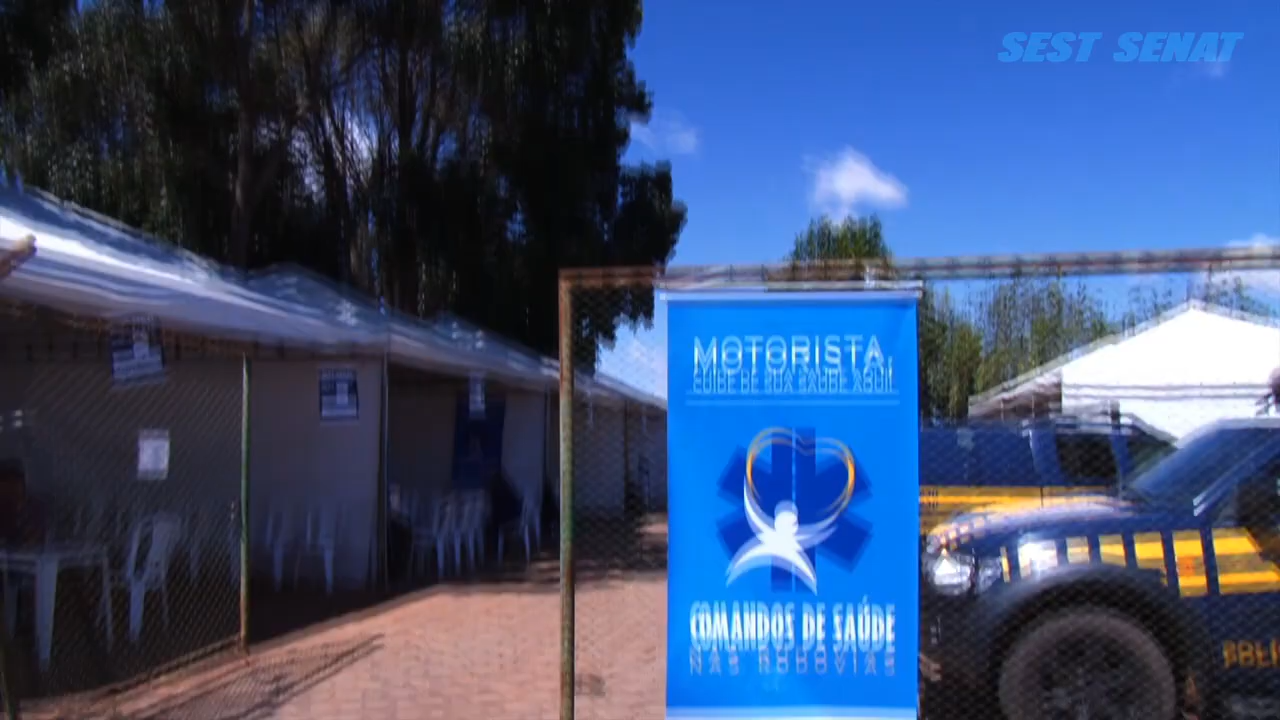 SEST SENAT
MOTORISTA,
CUIDE DE SUA SAÚDE AQUI!
COMANDOS DE SAÚDE
NAS RODOVIAS